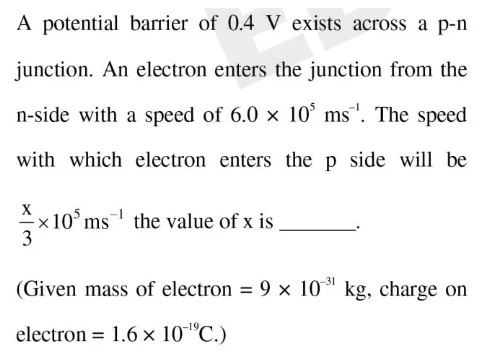 A potential barrier of 0.4 V exists across a p-n
junction. An electron enters the junction from the
n-side with a speed of 6.0 × 10⁵ ms⁻¹. The speed
with which electron enters the p side will be
x/3 × 10⁵ ms⁻¹ the value of x is ________.
(Given mass of electron = 9 × 10⁻³¹ kg, charge on
electron = 1.6 × 10⁻¹⁹C.)